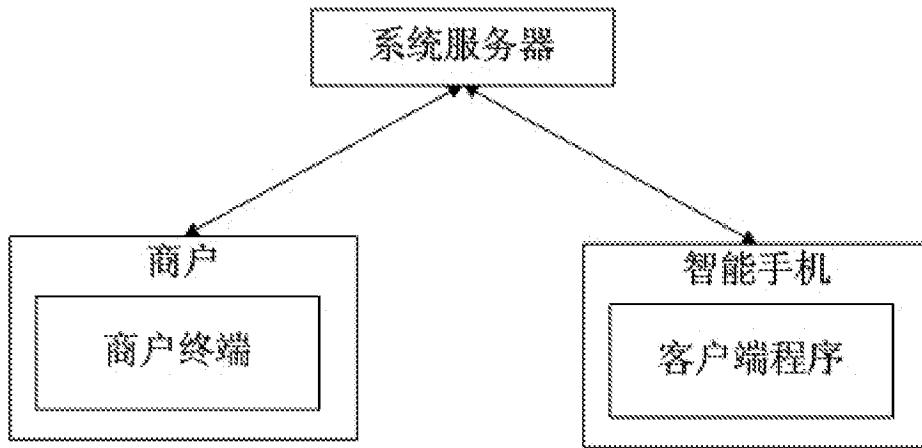 系统服务器
商户
商户终端
智能手机
客户端程序